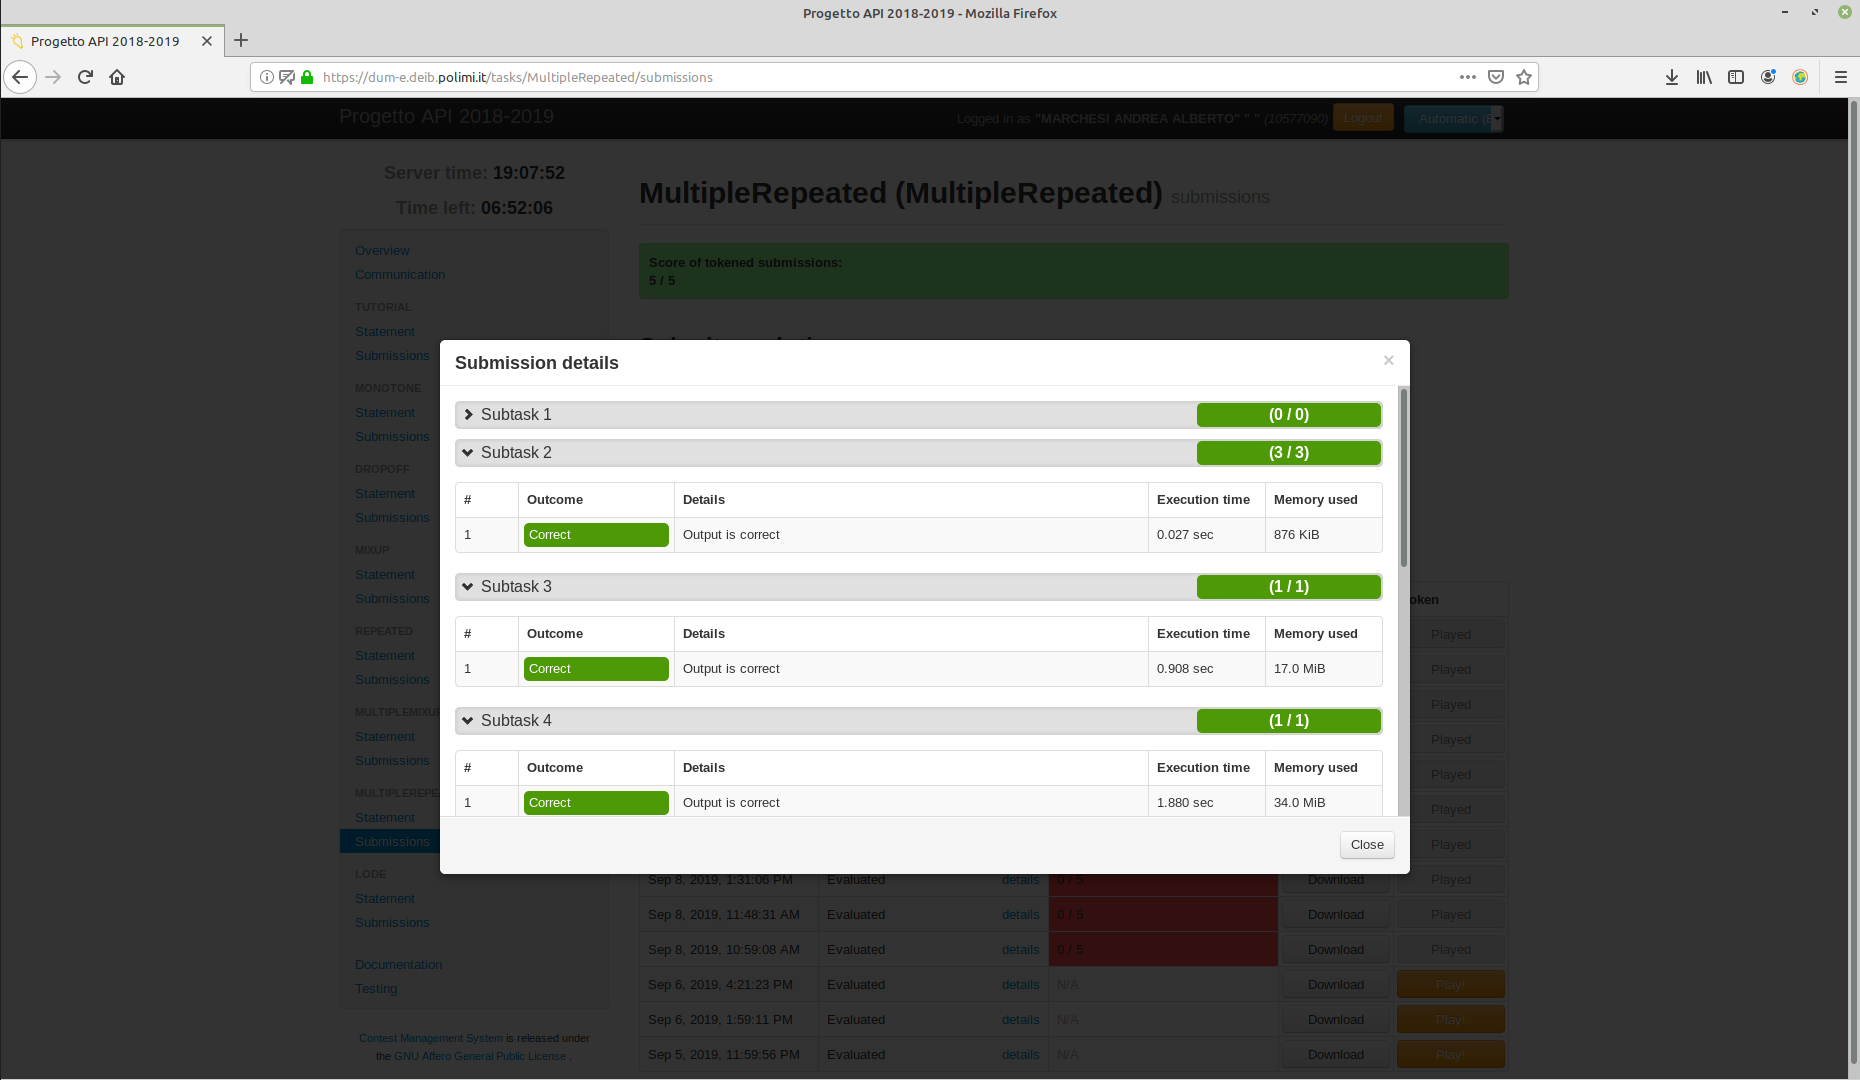 Progetto API 2018-2019 - Mozilla Firefox
Progetto API 2018-2019
https://dum-e.deib.polimi.it/tasks/MultipleRepeated/submissions
Progetto API 2018-2019
Logged in as "MARCHESI ANDREA ALBERTO" " " (10577090) Logout Automatic (E
Server time: 19:07:52
Time left: 06:52:06
Overview
Communication
TUTORIAL
Statement
Submissions
MONOTONE
Statement
Submissions
DROPOFF
Statement
Submissions
MIXUP
Statement
Submissions
REPEATED
Statement
Submissions
MULTIPLEMIXU
Statement
Submissions
MULTIPLEREPE
Statement
Submissions
LODE
Statement
Submissions
Documentation
Testing
Contest Management System is released under
the GNU Affero General Public License .
MultipleRepeated (MultipleRepeated) submissions
Score of tokened submissions:
5 / 5
Submission details ×
Subtask 1 (0 / 0)
Subtask 2 (3 / 3)
# Outcome Details Execution time Memory used
1 Correct Output is correct 0.027 sec 876 KiB
Subtask 3 (1 / 1)
# Outcome Details Execution time Memory used
1 Correct Output is correct 0.908 sec 17.0 MiB
Subtask 4 (1 / 1)
# Outcome Details Execution time Memory used
1 Correct Output is correct 1.880 sec 34.0 MiB
Close
oken
Played
Played
Played
Played
Played
Played
Played
Sep 8, 2019, 1:31:06 PM Evaluated details 0 / 5 Download Played
Sep 8, 2019, 11:48:31 AM Evaluated details 0 / 5 Download Played
Sep 8, 2019, 10:59:08 AM Evaluated details 0 / 5 Download Played
Sep 6, 2019, 4:21:23 PM Evaluated details N/A Download Play!
Sep 6, 2019, 1:59:11 PM Evaluated details N/A Download Play!
Sep 5, 2019, 11:59:56 PM Evaluated details N/A Download Play!